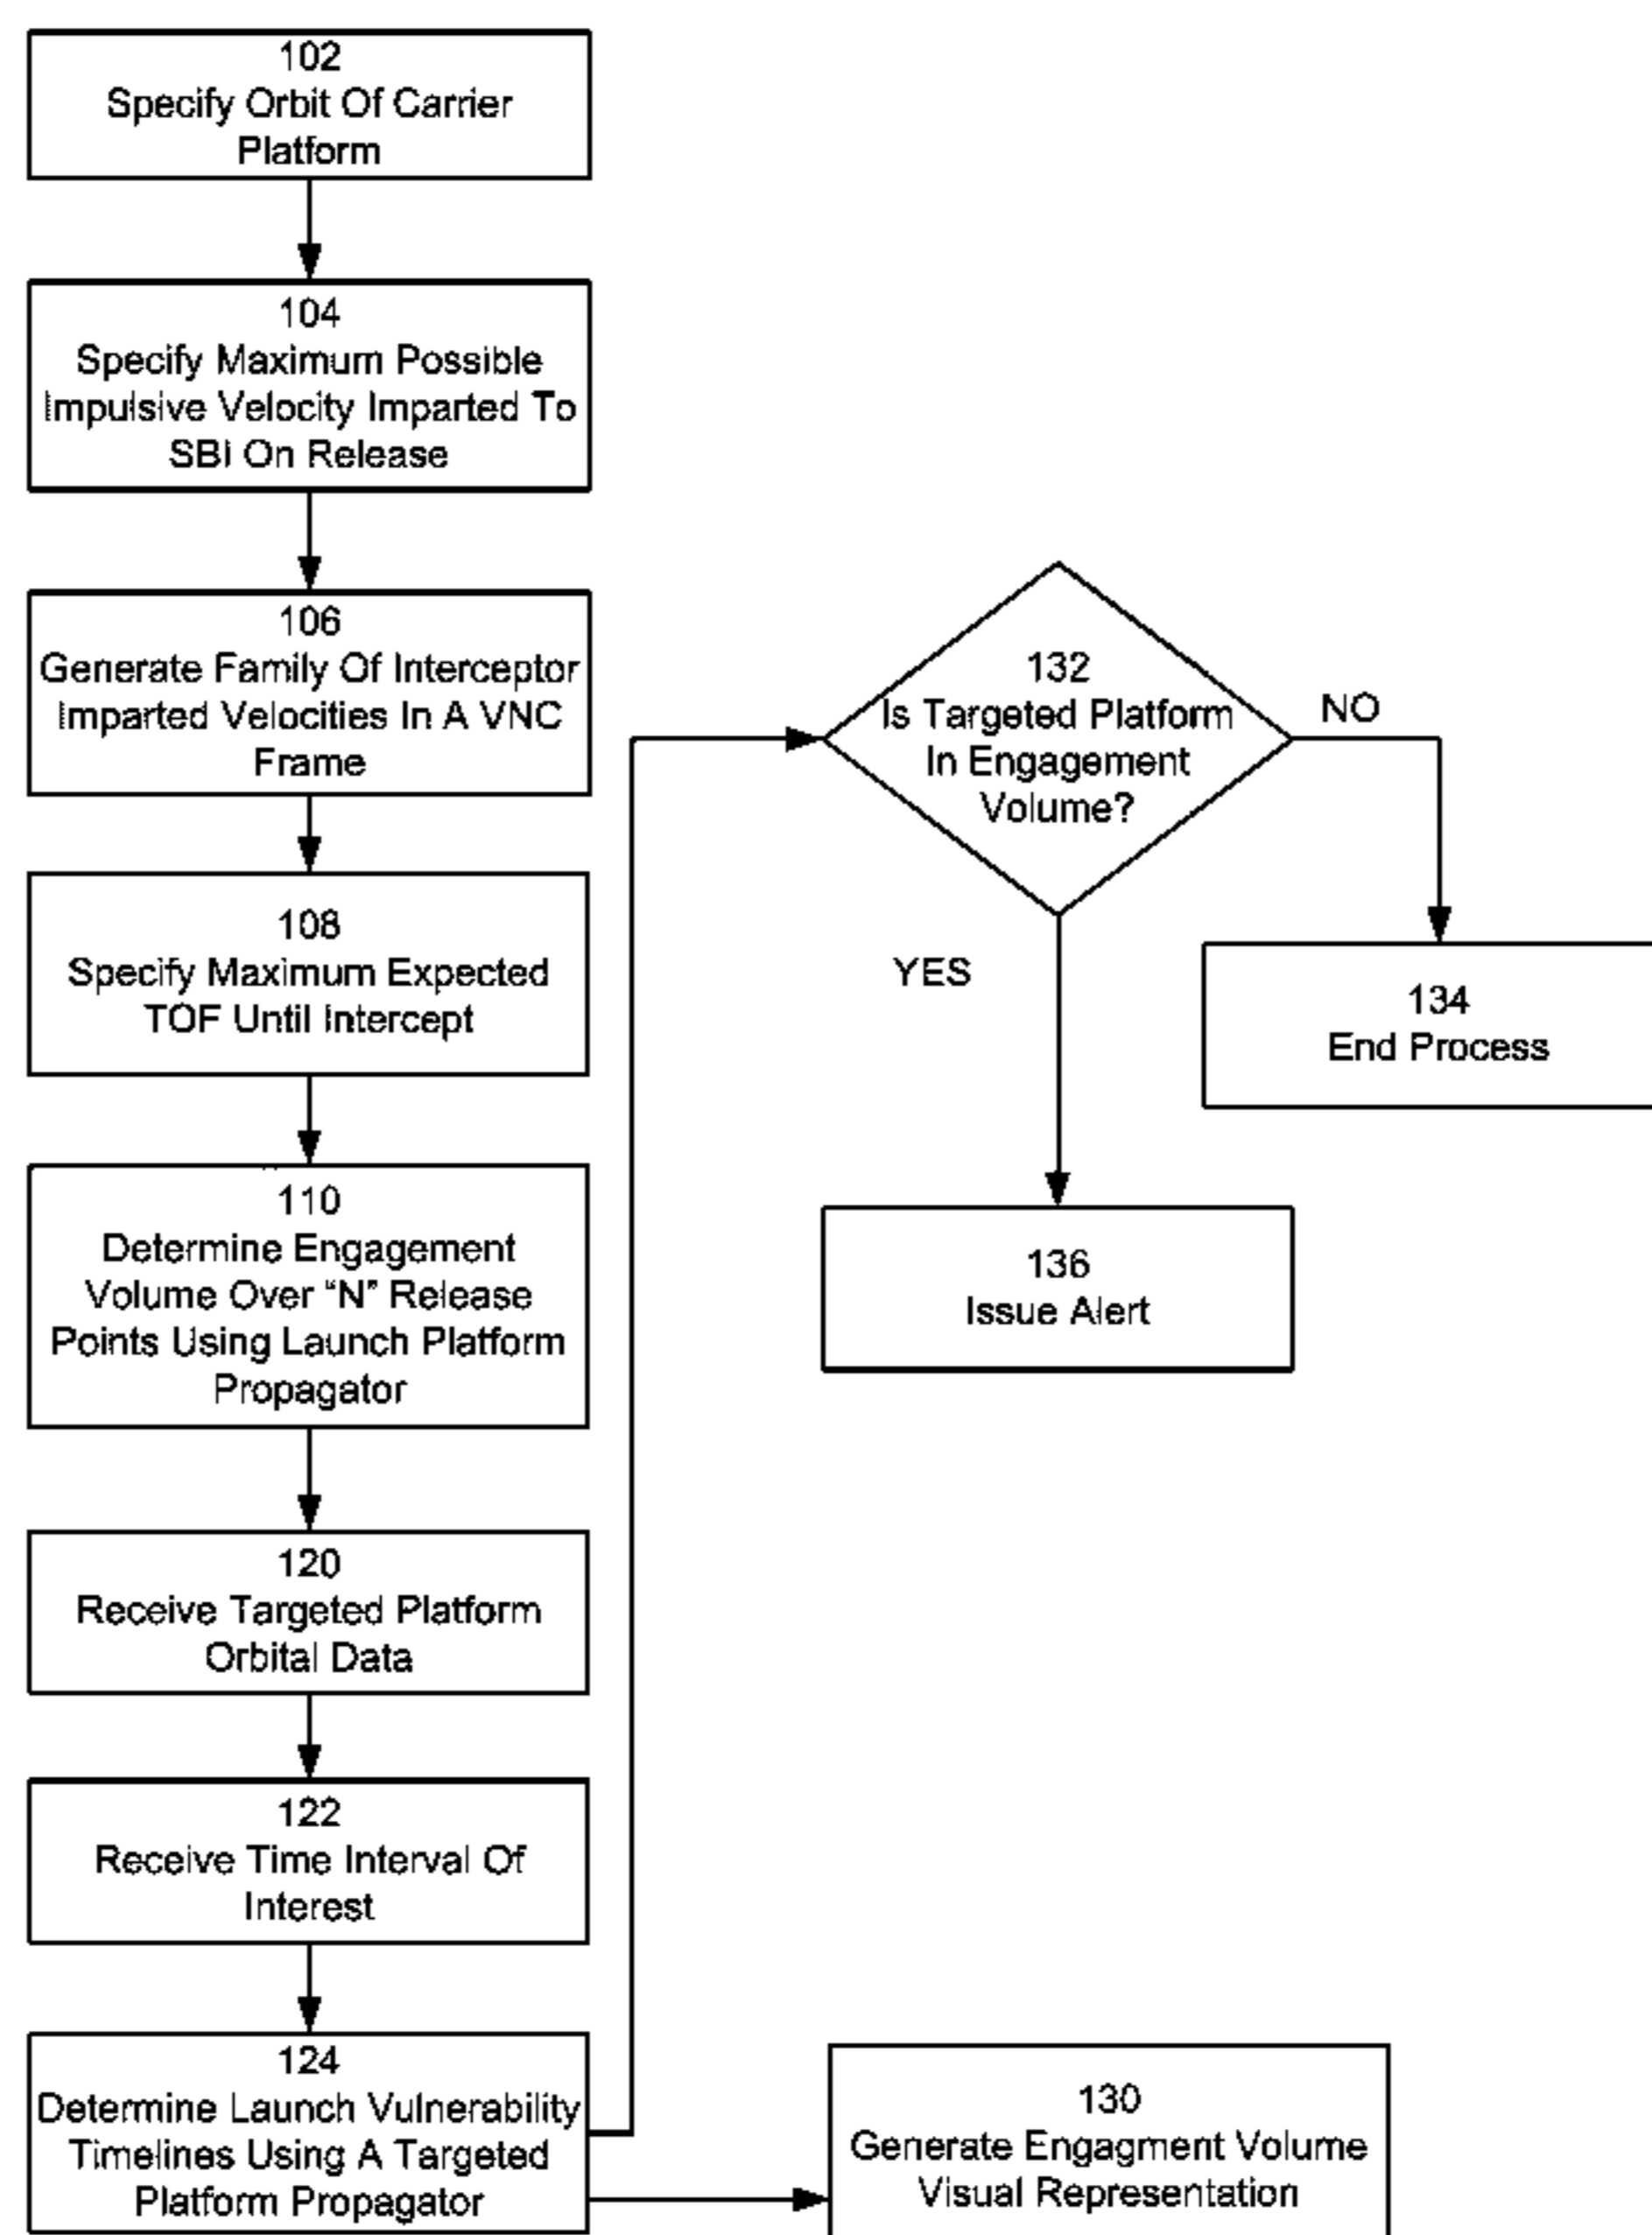 102
Specify Orbit Of Carrier
Platform
104
Specify Maximum Possible
Impulsive Velocity Imparted To
SBI On Release
106
Generate Family Of Interceptor
Imparted Velocities In A VNC
Frame
108
Specify Maximum Expected
TOF Until Intercept
110
Determine Engagement
Volume Over “N” Release
Points Using Launch Platform
Propagator
120
Receive Targeted Platform
Orbital Data
122
Receive Time Interval Of
Interest
124
Determine Launch Vulnerability
Timelines Using A Targeted
Platform Propagator
132
Is Targeted Platform
In Engagement
Volume?
NO
YES
134
End Process
136
Issue Alert
130
Generate Engagment Volume
Visual Representation